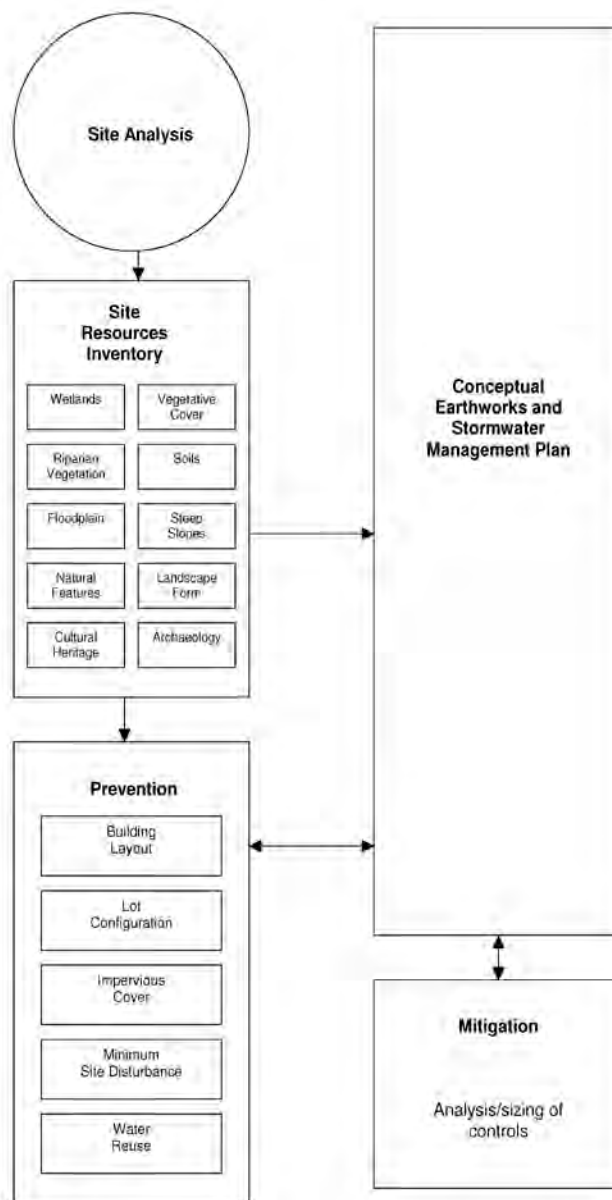 Site Analysis
Site
Resources
Inventory
Wetlands
Vegetative
Cover
Riparian
Vegetation
Soils
Floodplain
Steep
Slopes
Natural
Features
Landscape
Form
Cultural
Heritage
Archaeology
Prevention
Building
Layout
Lot
Configuration
Impervious
Cover
Minimum
Site Disturbance
Water
Reuse
Conceptual
Earthworks and
Stormwater
Management Plan
Mitigation
Analysis/sizing of
controls